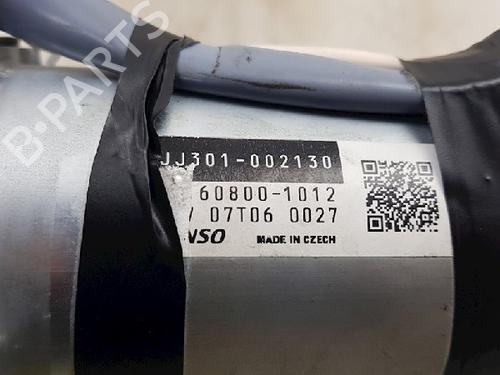 JJ301-002130
60800-1012
V 07T06 0027
NSO MADE IN CZECH
B-PARTS